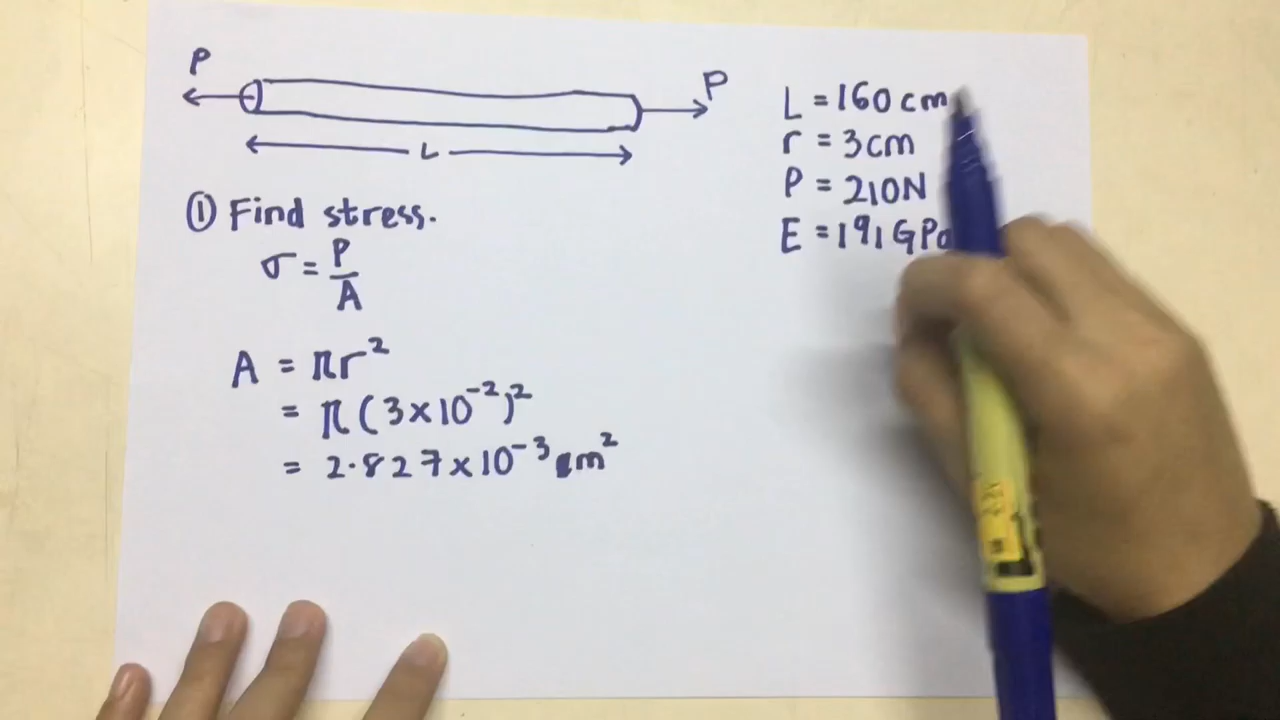 P
P
L
L = 160 cm
r = 3cm
P = 210N
E = 191 GPa
① Find stress.
σ = P
A
A = πr²
= π(3×10⁻²)²
= 2.827×10⁻³ m²